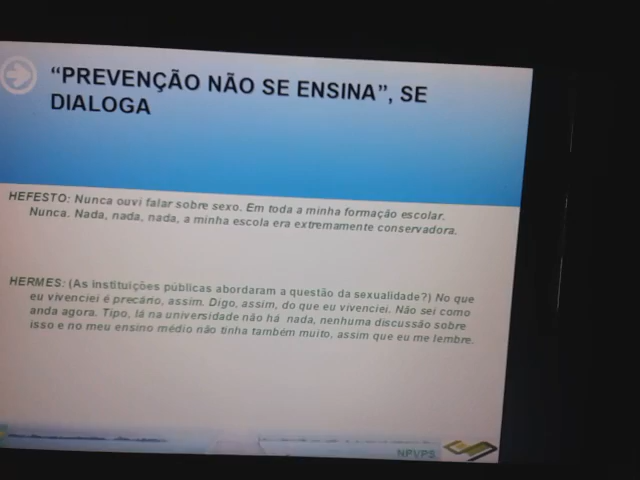 “PREVENÇÃO NÃO SE ENSINA”, SE
DIALOGA
HEFESTO: Nunca ouvi falar sobre sexo. Em toda a minha formação escolar.
Nunca. Nada, nada, nada, a minha escola era extremamente conservadora.
HERMES: (As instituições públicas abordaram a questão da sexualidade?) No que
eu vivenciei é precário, assim. Digo, assim, do que eu vivenciei. Não sei como
anda agora. Tipo, lá na universidade não há nada, nenhuma discussão sobre
isso e no meu ensino médio não tinha também muito, assim que eu me lembre.
NPVPS